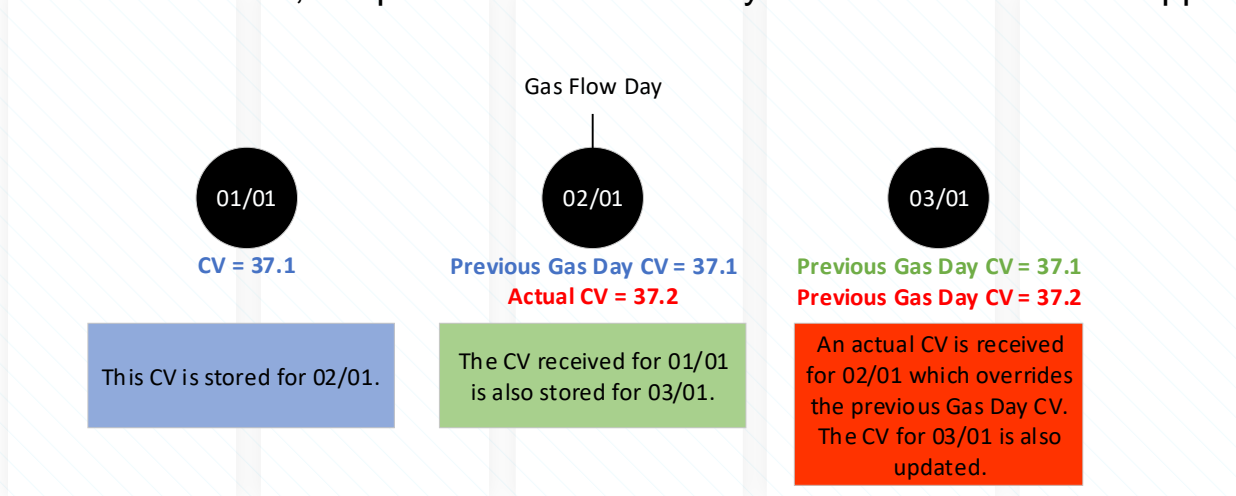 Gas Flow Day
01/01
02/01
03/01
CV = 37.1
Previous Gas Day CV = 37.1
Actual CV = 37.2
Previous Gas Day CV = 37.1
Previous Gas Day CV = 37.2
This CV is stored for 02/01.
The CV received for 01/01
is also stored for 03/01.
An actual CV is received
for 02/01 which overrides
the previous Gas Day CV.
The CV for 03/01 is also
updated.